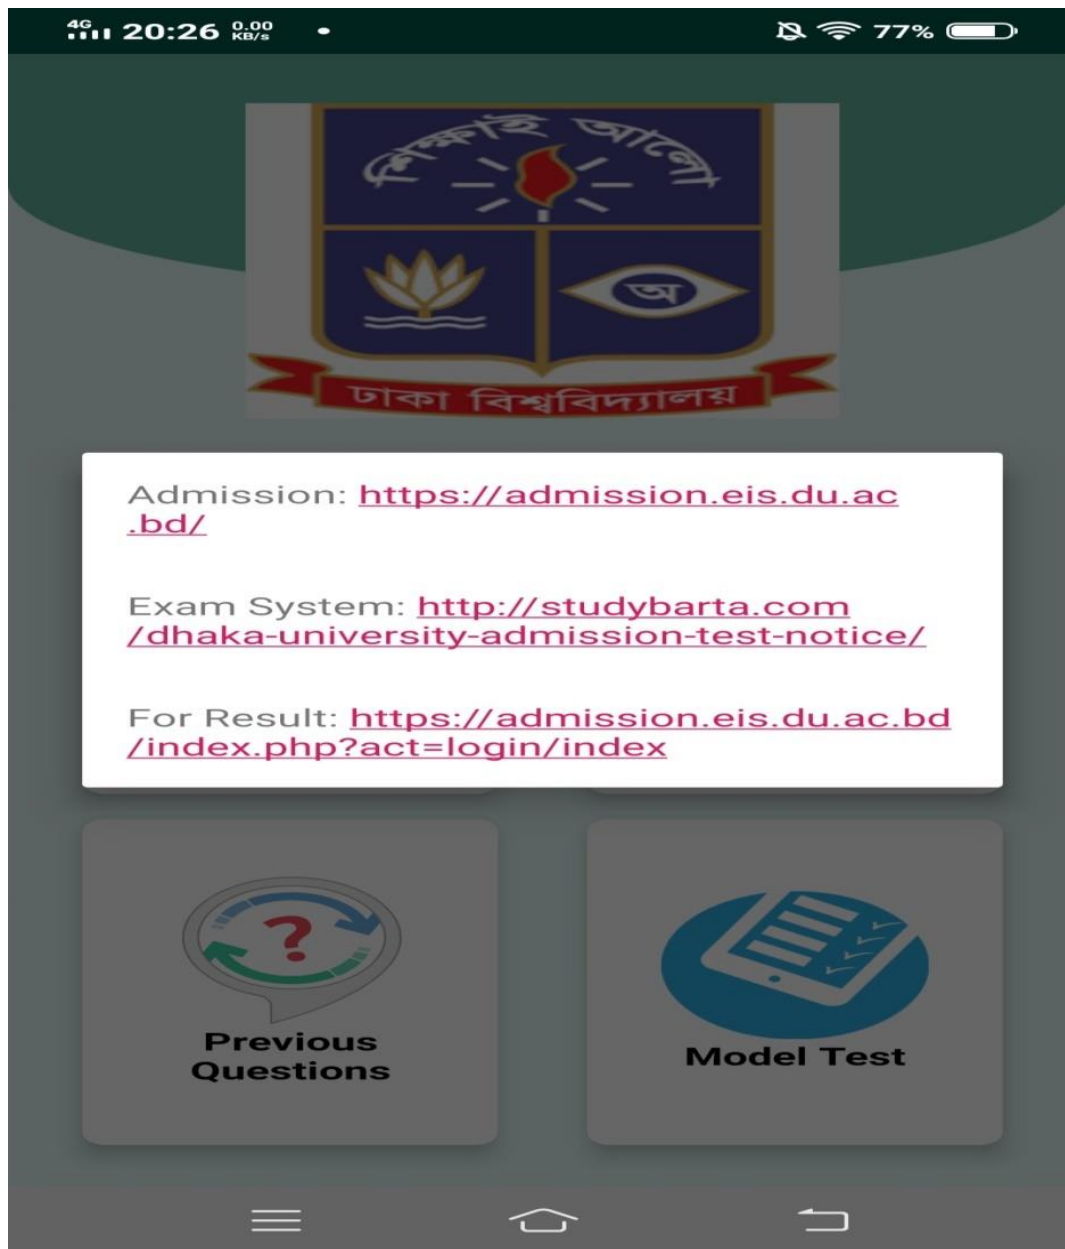 4G 20:26 0.00 KB/s 77%
শিক্ষাই আলো
অ
ঢাকা বিশ্ববিদ্যালয়
Admission: https://admission.eis.du.ac
.bd/
Exam System: http://studybarta.com
/dhaka-university-admission-test-notice/
For Result: https://admission.eis.du.ac.bd
/index.php?act=login/index
?
Previous
Questions
Model Test